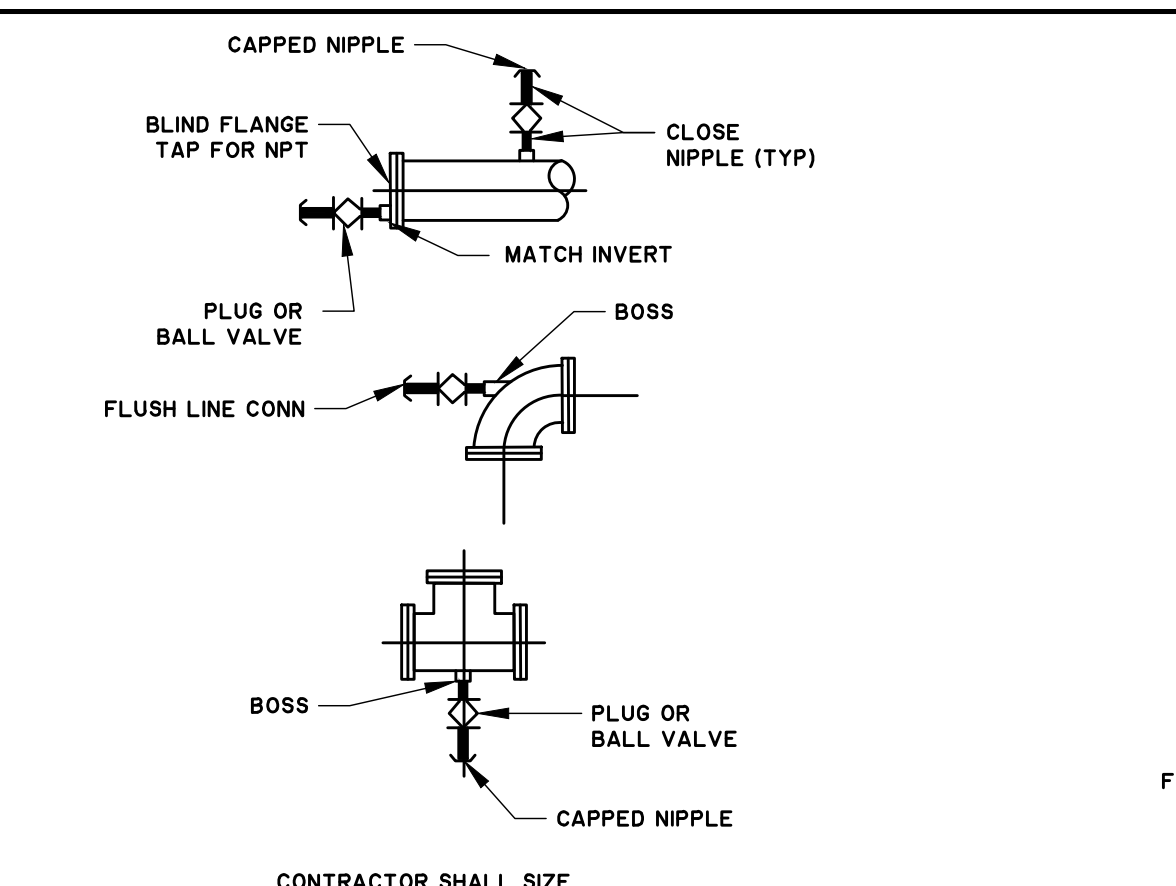 CAPPED NIPPLE
BLIND FLANGE
TAP FOR NPT
CLOSE
NIPPLE (TYP)
MATCH INVERT
PLUG OR
BALL VALVE
BOSS
FLUSH LINE CONN
BOSS
PLUG OR
BALL VALVE
F
CAPPED NIPPLE
CONTRACTOR SHALL SIZE